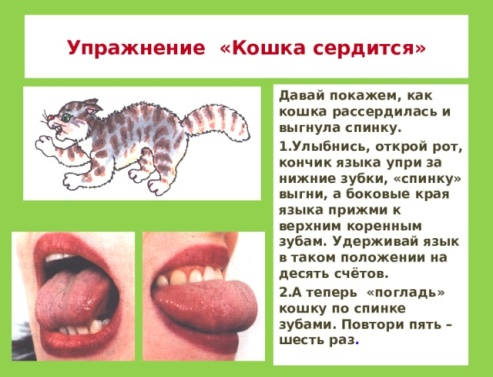 Упражнение «Кошка сердится»
Давай покажем, как
кошка рассердилась и
выгнула спинку.
1.Улыбнись, открой рот,
кончик языка упри за
нижние зубки, «спинку»
выгни, а боковые края
языка прижми к
верхним коренным
зубам. Удерживай язык
в таком положении на
десять счётов.
2.А теперь «погладь»
кошку по спинке
зубами. Повтори пять –
шесть раз.